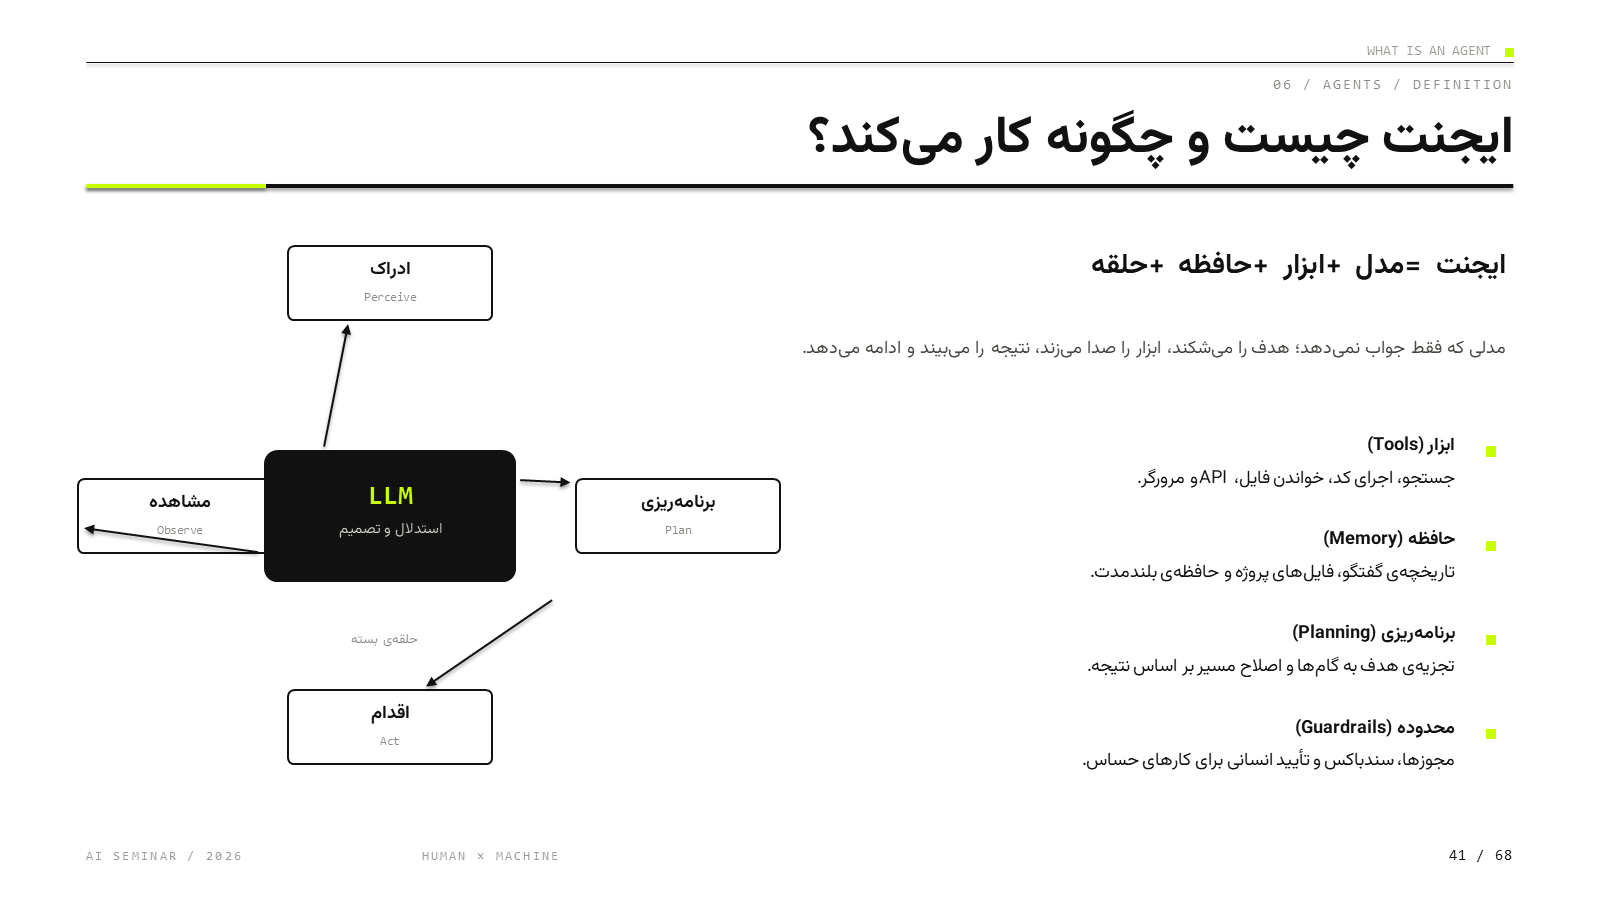 WHAT IS AN AGENT
06 / AGENTS / DEFINITION
ایجنت چیست و چگونه کار می‌کند؟
ایجنت = مدل + ابزار + حافظه + حلقه
مدلی که فقط جواب نمی‌دهد؛ هدف را می‌شکند، ابزار را صدا می‌زند، نتیجه را می‌بیند و ادامه می‌دهد.
ابزار (Tools)
جستجو، اجرای کد، خواندن فایل، API و مرورگر.
حافظه (Memory)
تاریخچه‌ی گفتگو، فایل‌های پروژه و حافظه‌ی بلندمدت.
برنامه‌ریزی (Planning)
تجزیه‌ی هدف به گام‌ها و اصلاح مسیر بر اساس نتیجه.
محدوده (Guardrails)
مجوزها، سندباکس و تأیید انسانی برای کارهای حساس.
ادراک
Perceive
برنامه‌ریزی
Plan
LLM
استدلال و تصمیم
مشاهده
Observe
حلقه‌ی بسته
اقدام
Act
AI SEMINAR / 2026
HUMAN × MACHINE
41 / 68